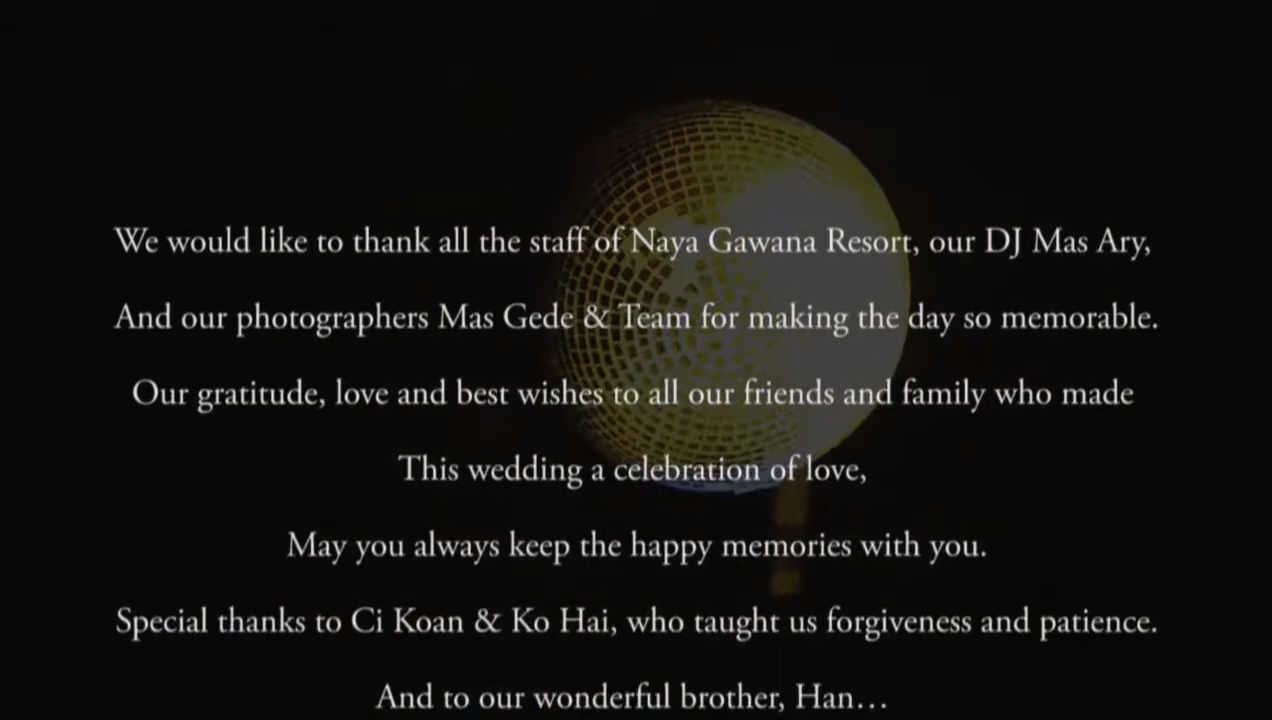 We would like to thank all the staff of Naya Gawana Resort, our DJ Mas Ary,
And our photographers Mas Gede & Team for making the day so memorable.
Our gratitude, love and best wishes to all our friends and family who made
This wedding a celebration of love,
May you always keep the happy memories with you.
Special thanks to Ci Koan & Ko Hai, who taught us forgiveness and patience.
And to our wonderful brother, Han...